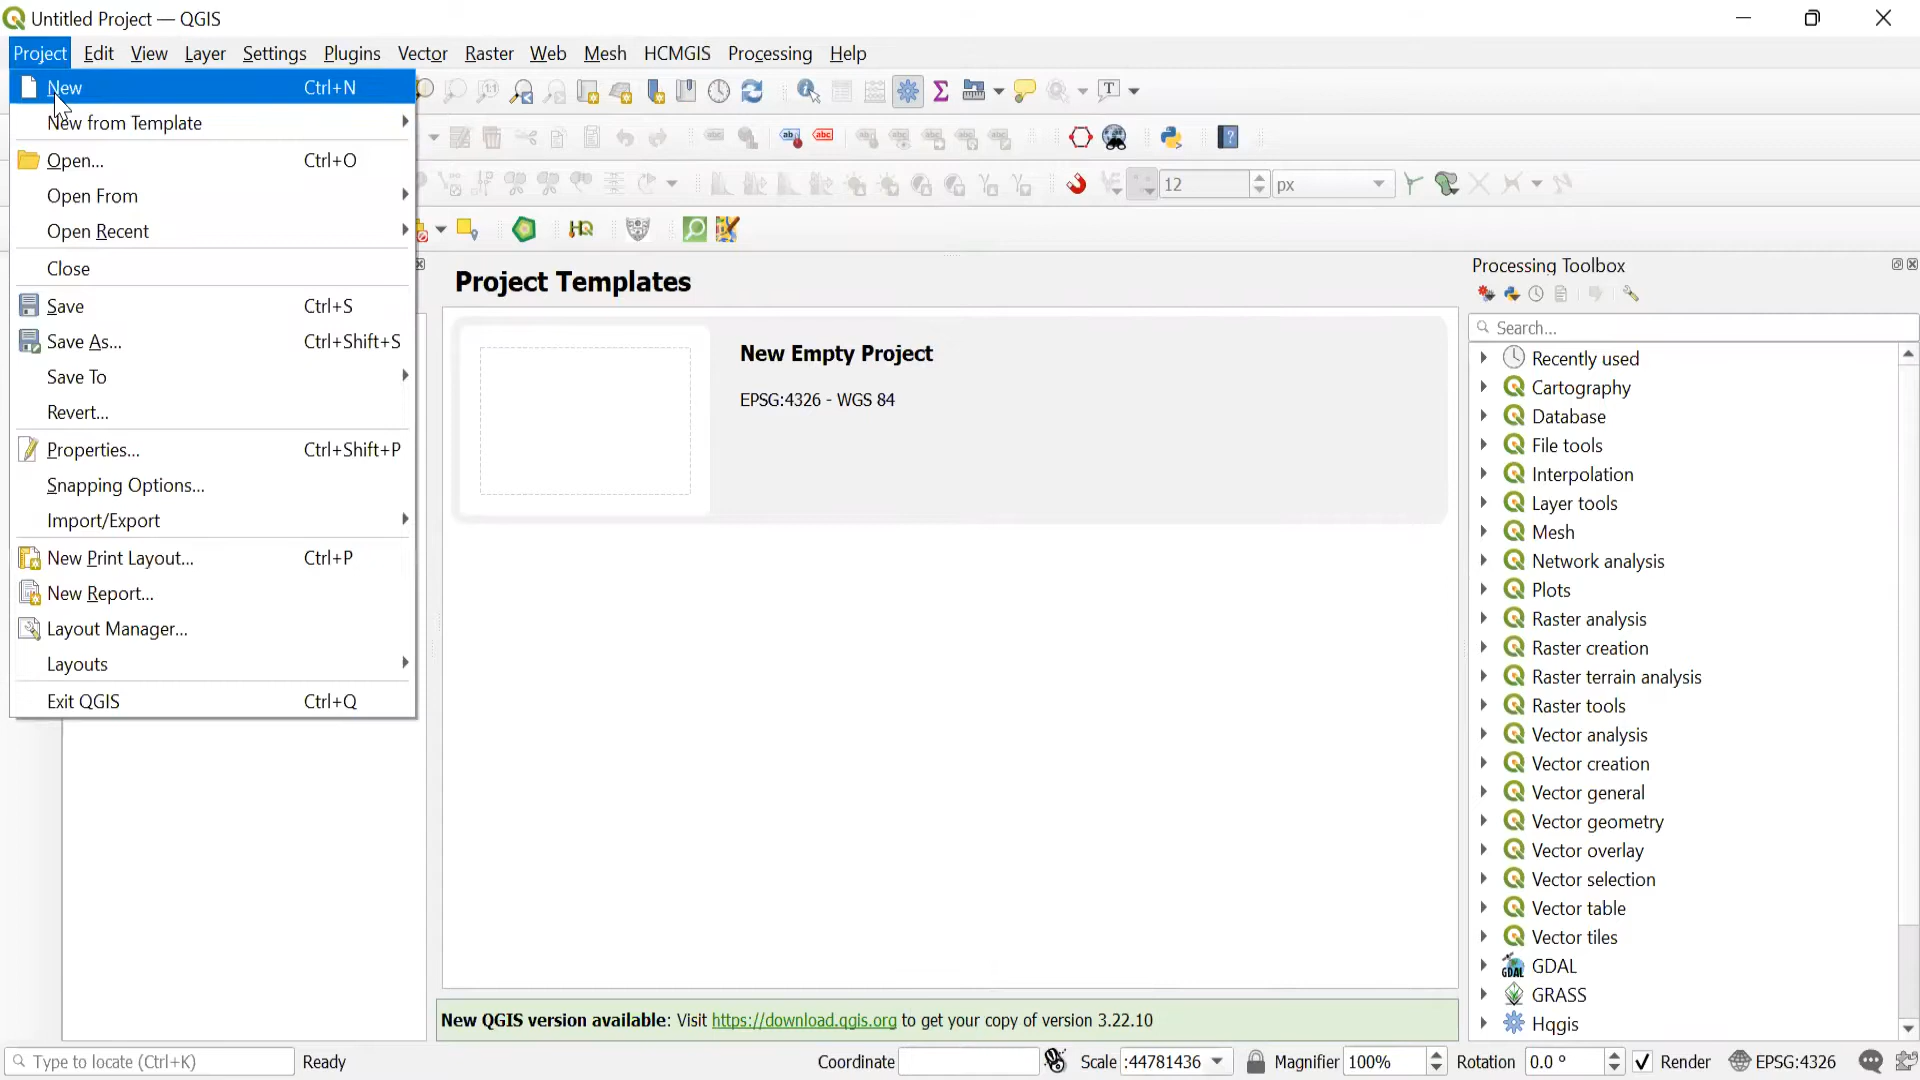 Untitled Project — QGIS
Project Edit View Layer Settings Plugins Vector Raster Web Mesh HCMGIS Processing Help
New Ctrl+N
New from Template
Open... Ctrl+O
Open From
Open Recent
Close
Save Ctrl+S
Save As... Ctrl+Shift+S
Save To
Revert...
Properties... Ctrl+Shift+P
Snapping Options...
Import/Export
New Print Layout... Ctrl+P
New Report...
Layout Manager...
Layouts
Exit QGIS Ctrl+Q
12 px
Project Templates
New Empty Project
EPSG:4326 - WGS 84
Processing Toolbox
Search...
Recently used
Cartography
Database
File tools
Interpolation
Layer tools
Mesh
Network analysis
Plots
Raster analysis
Raster creation
Raster terrain analysis
Raster tools
Vector analysis
Vector creation
Vector general
Vector geometry
Vector overlay
Vector selection
Vector table
Vector tiles
GDAL
GRASS
Hqgis
New QGIS version available: Visit https://download.qgis.org to get your copy of version 3.22.10
Type to locate (Ctrl+K) Ready Coordinate Scale :44781436 Magnifier 100% Rotation 0.0 ° Render EPSG:4326